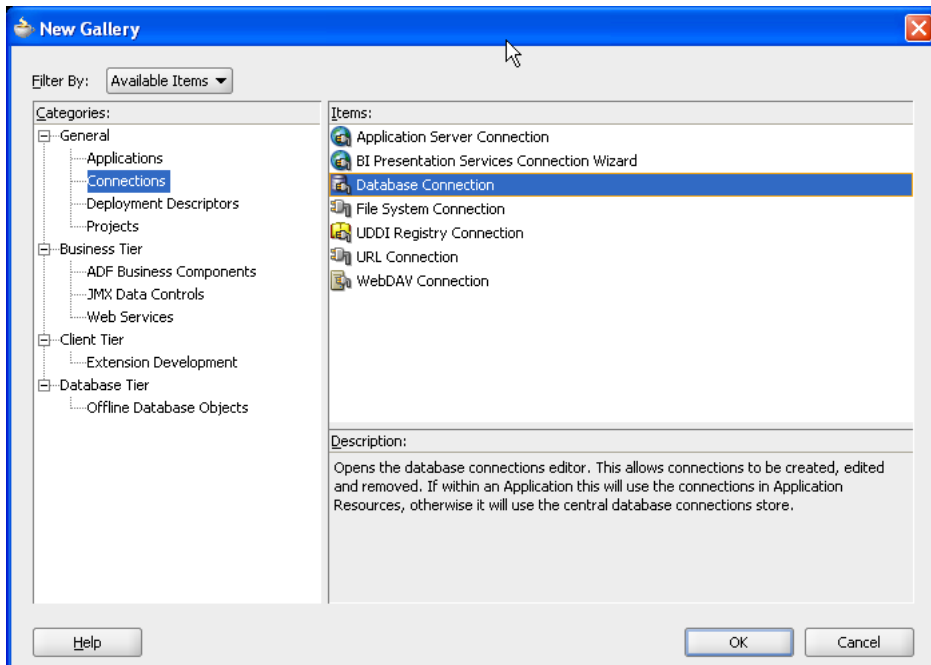 New Gallery
Filter By: Available Items
Categories:
General
Applications
Connections
Deployment Descriptors
Projects
Business Tier
ADF Business Components
JMX Data Controls
Web Services
Client Tier
Extension Development
Database Tier
Offline Database Objects
Items:
Application Server Connection
BI Presentation Services Connection Wizard
Database Connection
File System Connection
UDDI Registry Connection
URL Connection
WebDAV Connection
Description:
Opens the database connections editor. This allows connections to be created, edited
and removed. If within an Application this will use the connections in Application
Resources, otherwise it will use the central database connections store.
Help OK Cancel